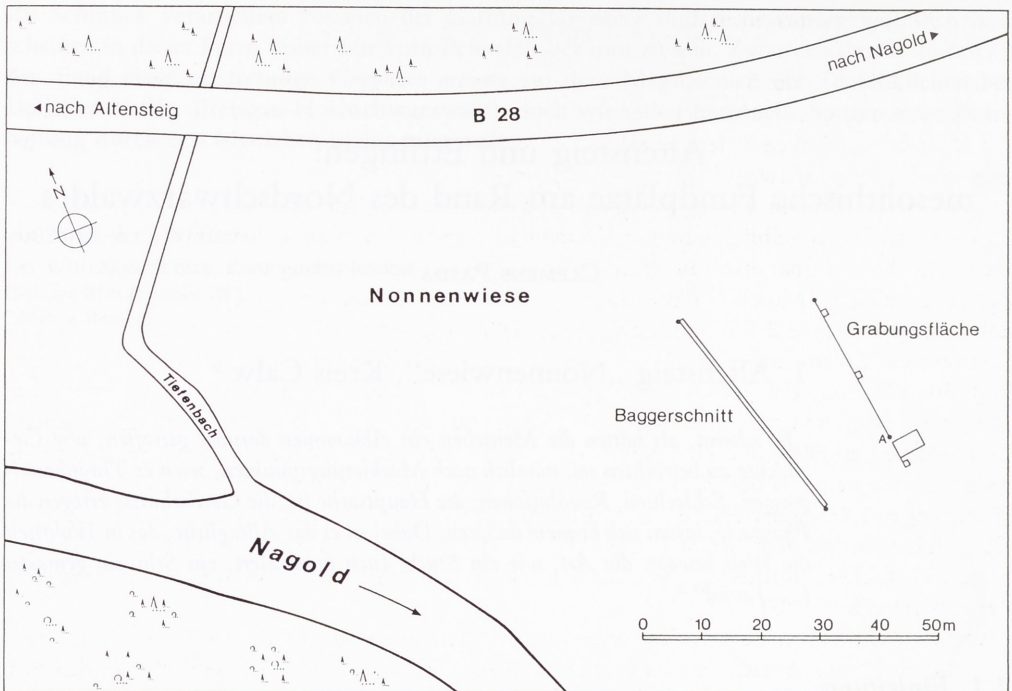 nach Nagold
nach Altensteig
B 28
N
Nonnenwiese
Grabungsfläche
Tiefenbach
Baggerschnitt
A
Nagold
0 10 20 30 40 50m